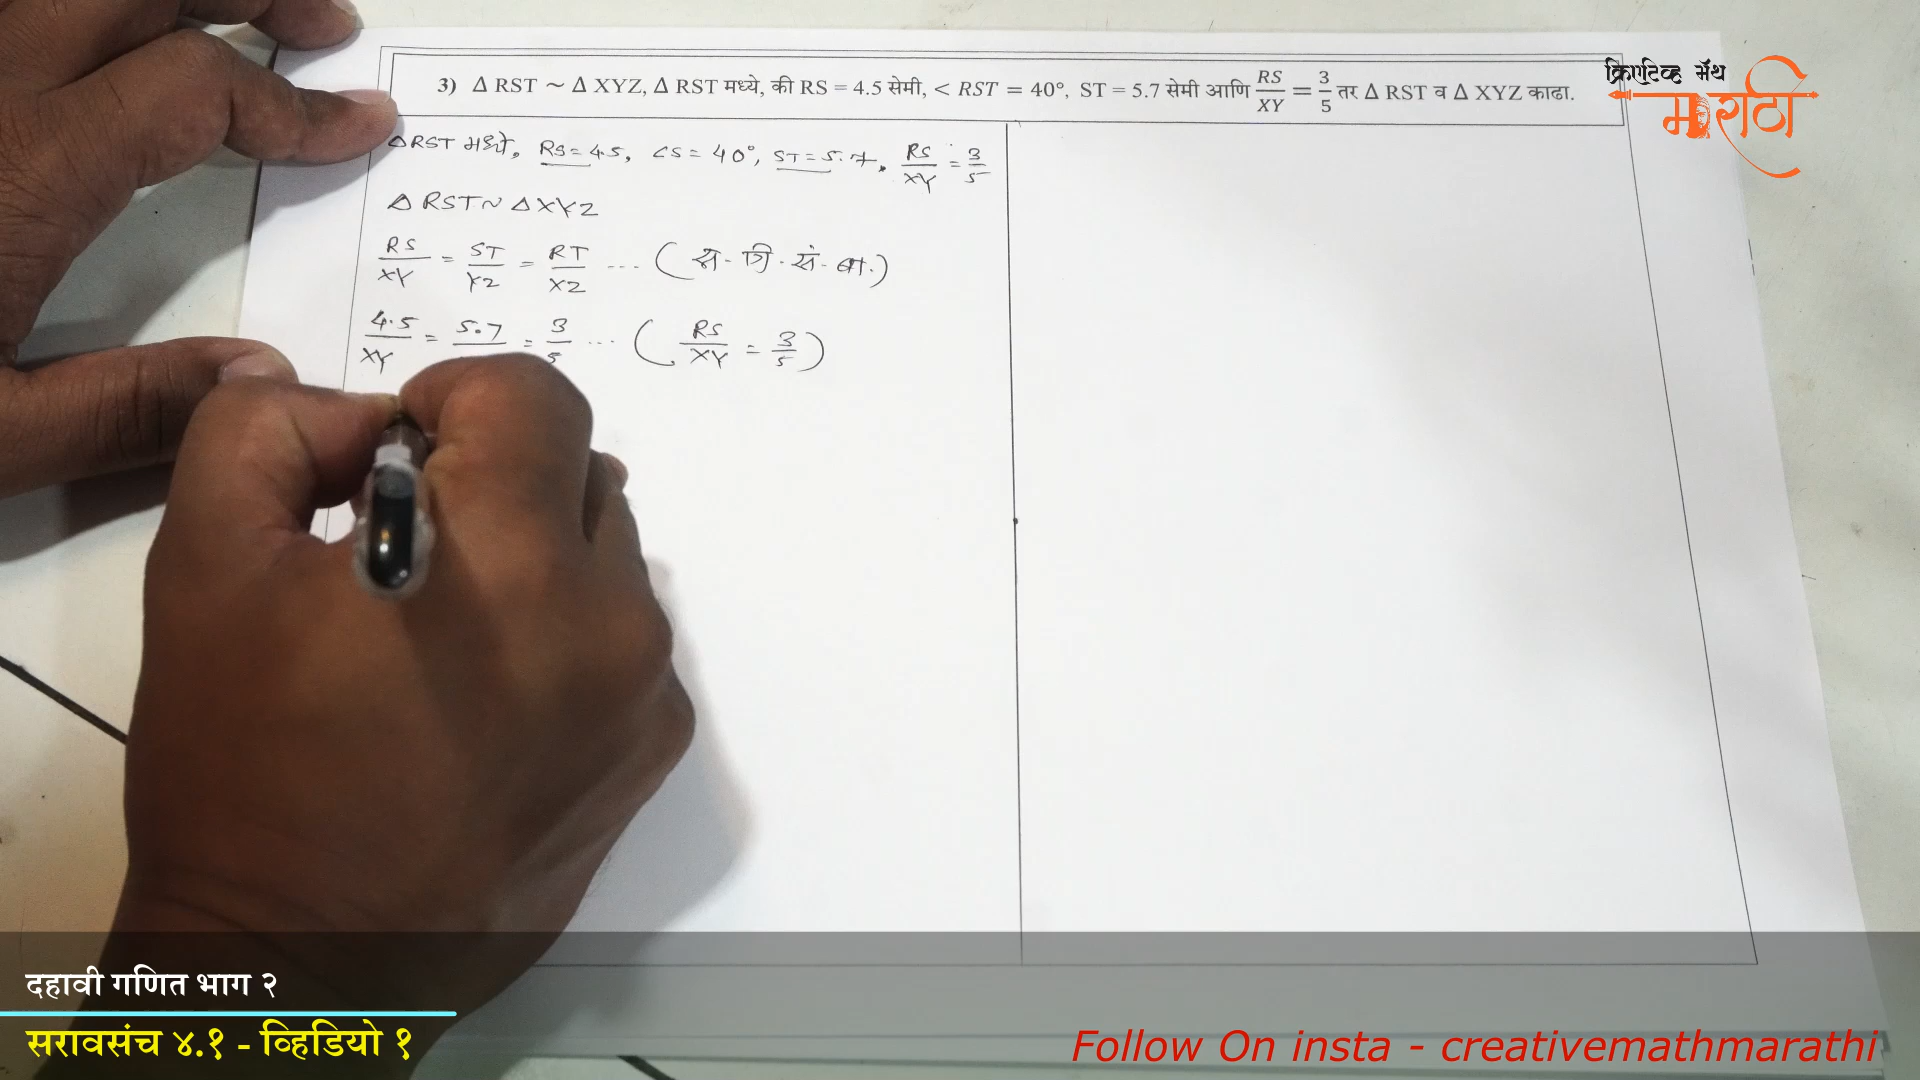 3) Δ RST ~ Δ XYZ, Δ RST मध्ये, की RS = 4.5 सेमी, < RST = 40°, ST = 5.7 सेमी आणि RS/XY = 3/5 तर Δ RST व Δ XYZ काढा.
क्रिएटिव्ह मॅथ
मराठी
△RST मध्ये, RS = 4.5, ∠S = 40°, ST = 5.7, RS/XY = 3/5
△ RST ~ △XYZ
RS/XY = ST/YZ = RT/XZ ... (स. त्रि. सं. बा.)
4.5/XY = 5.7 = 3/5 ... (RS/XY = 3/5)
दहावी गणित भाग २
सरावसंच ४.१ - व्हिडियो १
Follow On insta - creativemathmarathi